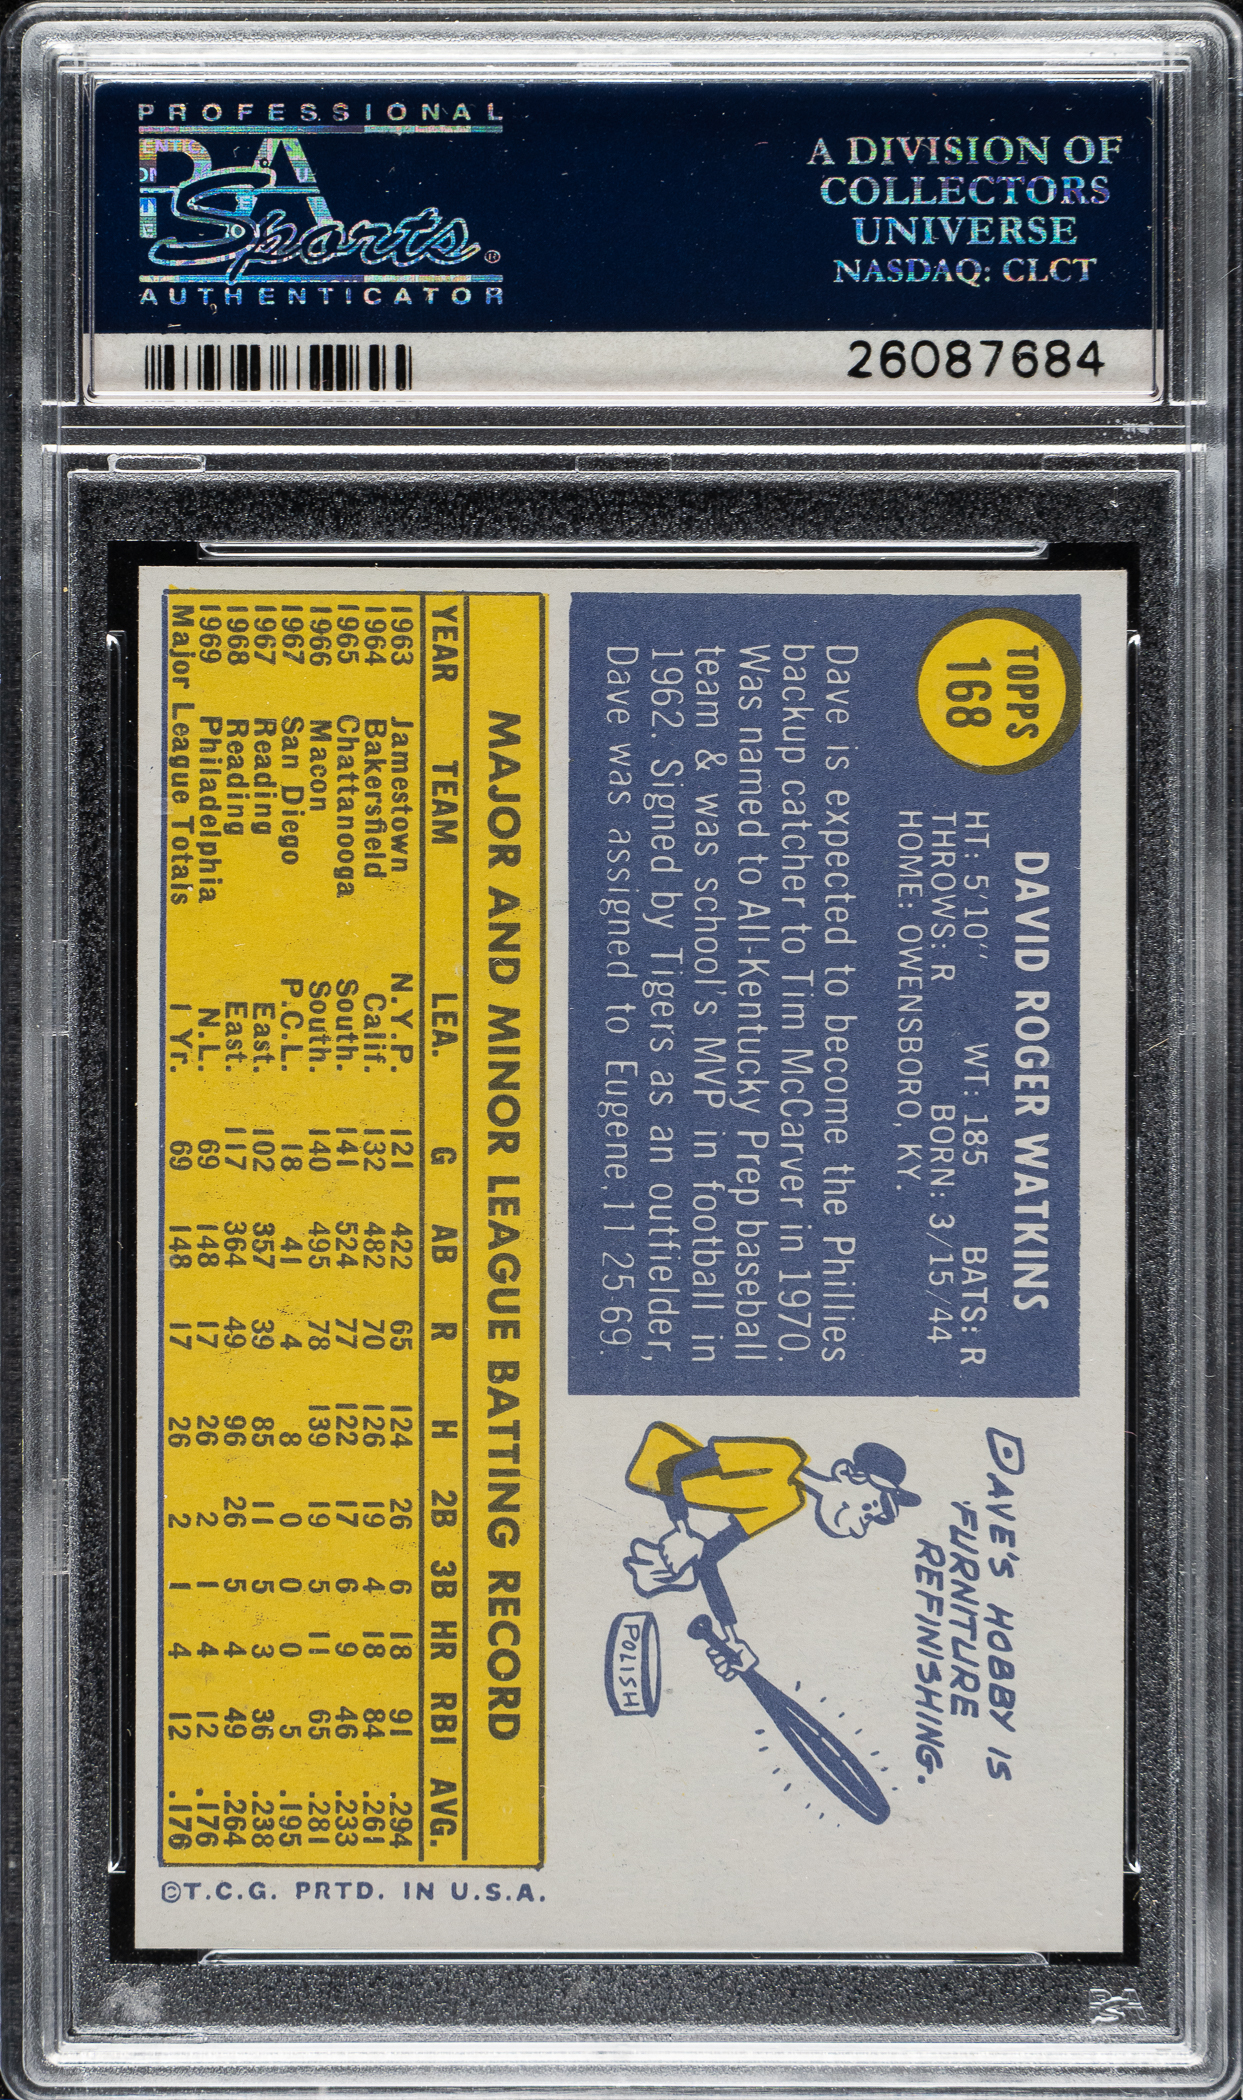 PROFESSIONAL
PSA
Sports®
AUTHENTICATOR
A DIVISION OF
COLLECTORS
UNIVERSE
NASDAQ: CLCT
26087684
TOPPS
168
DAVID ROGER WATKINS
HT: 5'10" WT: 185 BATS: R
THROWS: R BORN: 3/15/44
HOME: OWENSBORO, KY.
Dave is expected to become the Phillies
backup catcher to Tim McCarver in 1970.
Was named to All-Kentucky Prep baseball
team & was school's MVP in football in
1962. Signed by Tigers as an outfielder,
Dave was assigned to Eugene, 11-25-69.
DAVE'S HOBBY IS
FURNITURE
REFINISHING.
POLISH
MAJOR AND MINOR LEAGUE BATTING RECORD
YEAR TEAM LEA. G AB R H 2B 3B HR RBI AVG.
1963 Jamestown N.Y.P. 121 422 65 124 26 6 18 91 .294
1964 Bakersfield Calif. 132 482 70 126 19 4 18 84 .261
1965 Chattanooga South. 141 524 77 122 17 6 9 46 .233
1966 Macon South. 140 495 78 139 19 5 11 65 .281
1967 San Diego P.C.L. 18 41 4 8 0 0 0 5 .195
1967 Reading East. 102 357 39 85 11 5 3 36 .238
1968 Reading East. 117 364 49 96 26 5 4 49 .264
1969 Philadelphia N.L. 69 148 17 26 2 1 4 12 .176
Major League Totals 1 Yr. 69 148 17 26 2 1 4 12 .176
©T.C.G. PRTD. IN U.S.A.
PSA